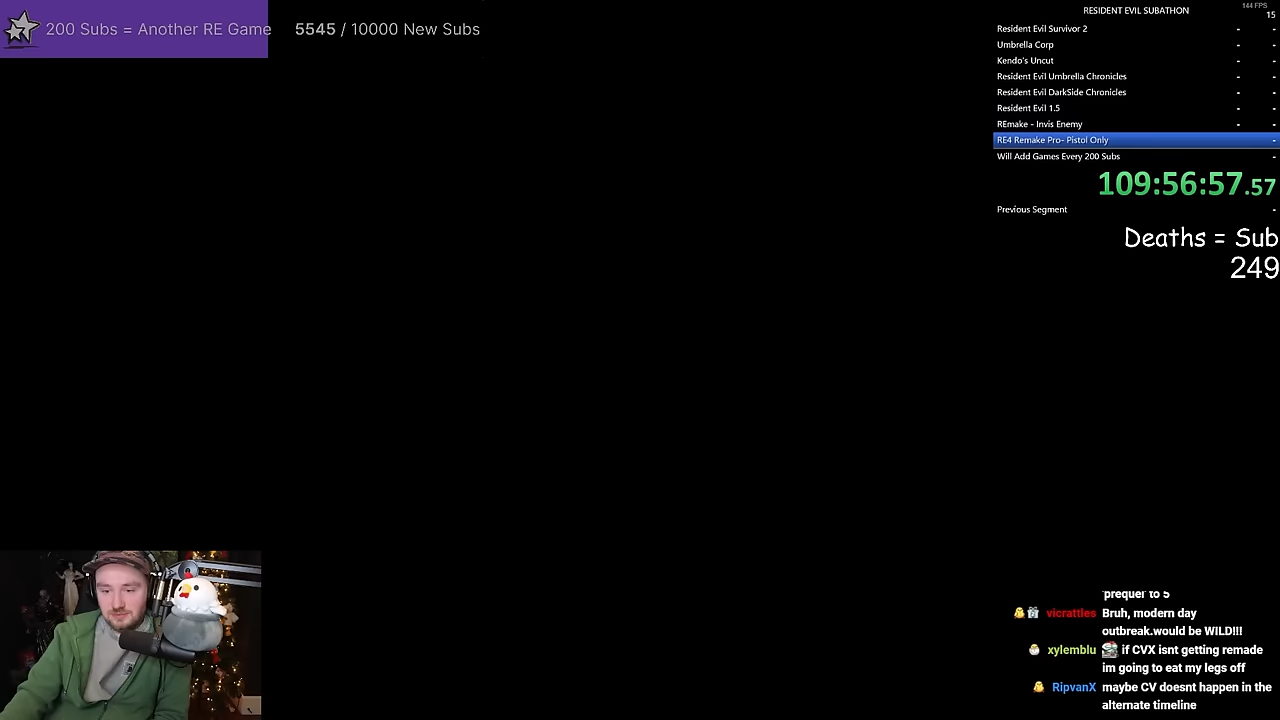 200 Subs = Another RE Game
5545 / 10000 New Subs
144 FPS
RESIDENT EVIL SUBATHON
15
Resident Evil Survivor 2 - -
Umbrella Corp - -
Kendo's Uncut - -
Resident Evil Umbrella Chronicles - -
Resident Evil DarkSide Chronicles - -
Resident Evil 1.5 - -
REmake - Invis Enemy - -
RE4 Remake Pro- Pistol Only -
Will Add Games Every 200 Subs -
109:56:57.57
Previous Segment -
Deaths = Sub
249
prequel to 5
vicrattles Bruh, modern day
outbreak.would be WILD!!!
xylemblu if CVX isnt getting remade
im going to eat my legs off
RipvanX maybe CV doesnt happen in the
alternate timeline